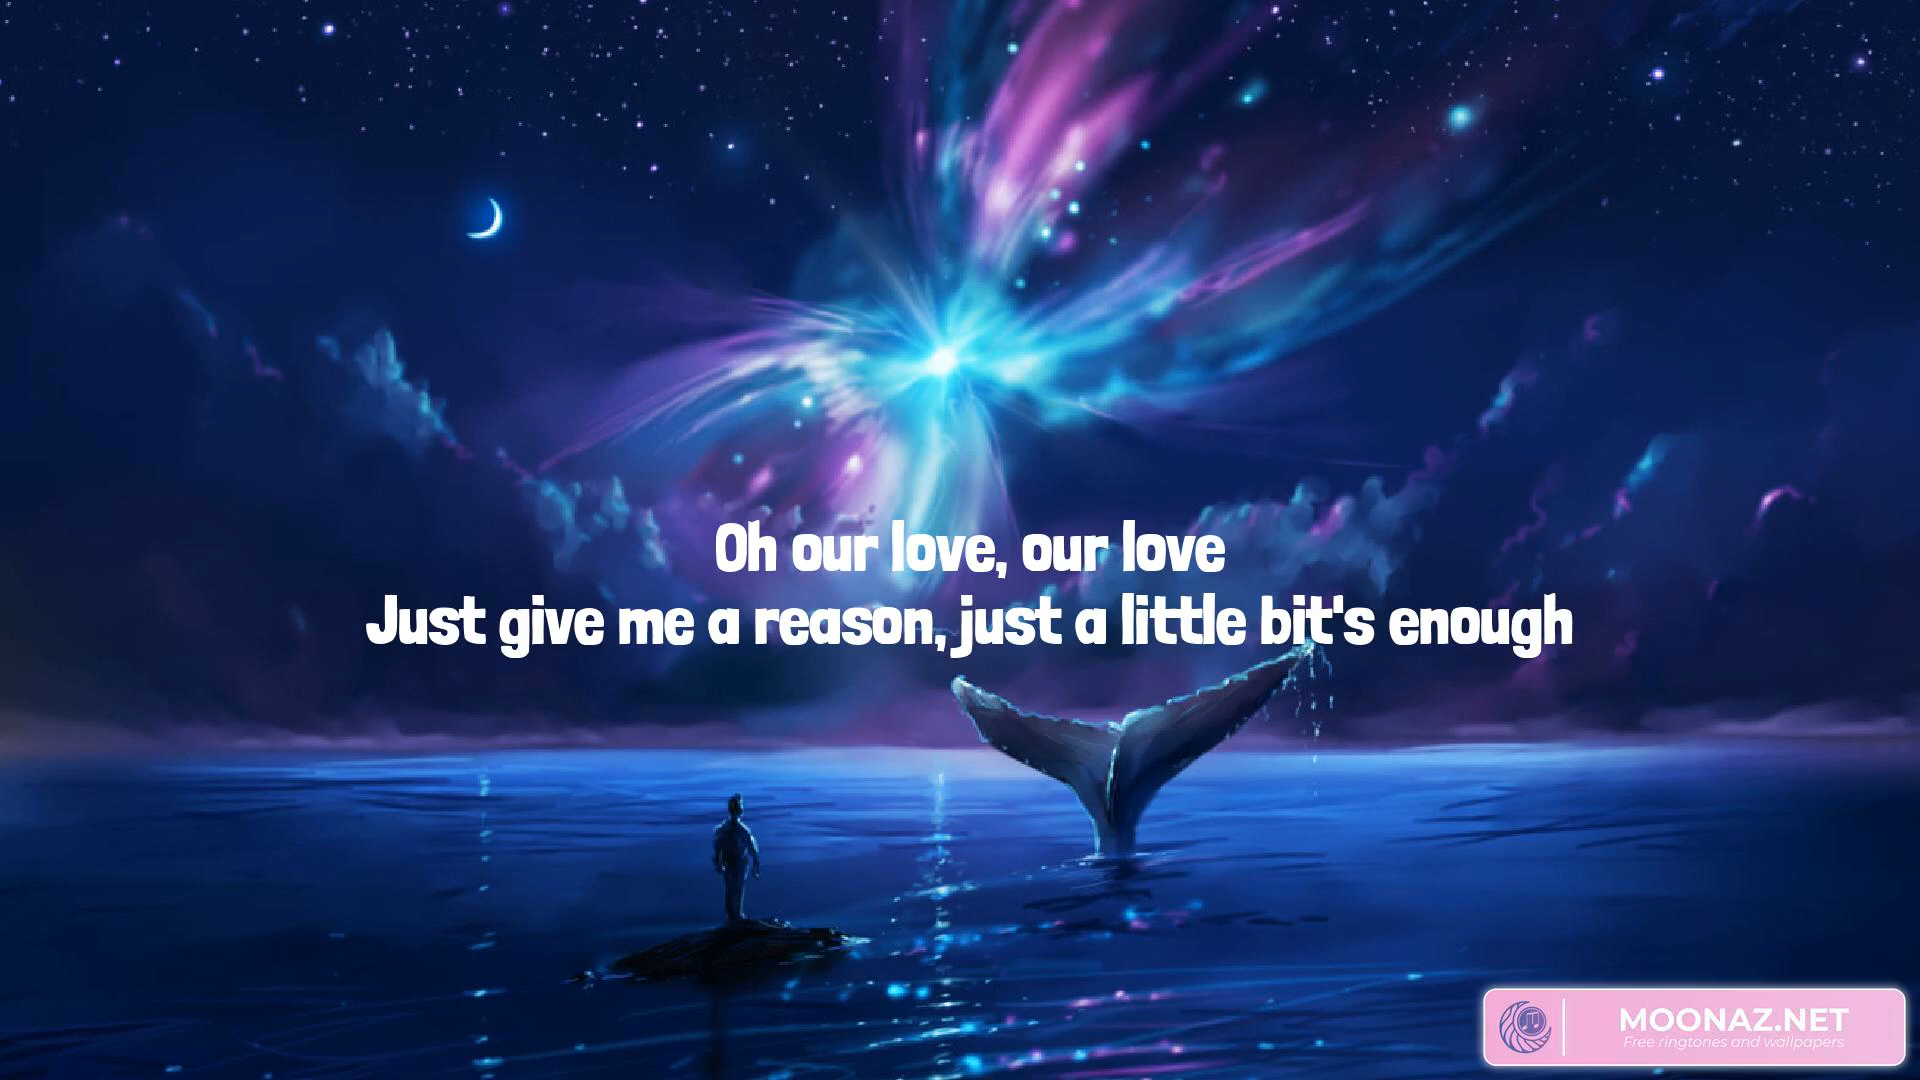 Oh our love, our love
Just give me a reason, just a little bit's enough
MOONAZ.NET
Free ringtones and wallpapers